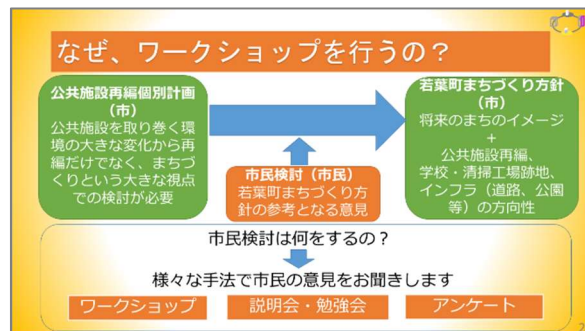 なぜ、ワークショップを行うの？
公共施設再編個別計画
（市）
公共施設を取り巻く環
境の大きな変化から再
編だけでなく、まちづ
くりという大きな視点
での検討が必要
市民検討（市民）
若葉町まちづくり方
針の参考となる意見
若葉町まちづくり方針
（市）
将来のまちのイメージ
+
公共施設再編、
学校・清掃工場跡地、
インフラ（道路、公園
等）の方向性
市民検討は何をするの？
様々な手法で市民の意見をお聞きします
ワークショップ
説明会・勉強会
アンケート
2